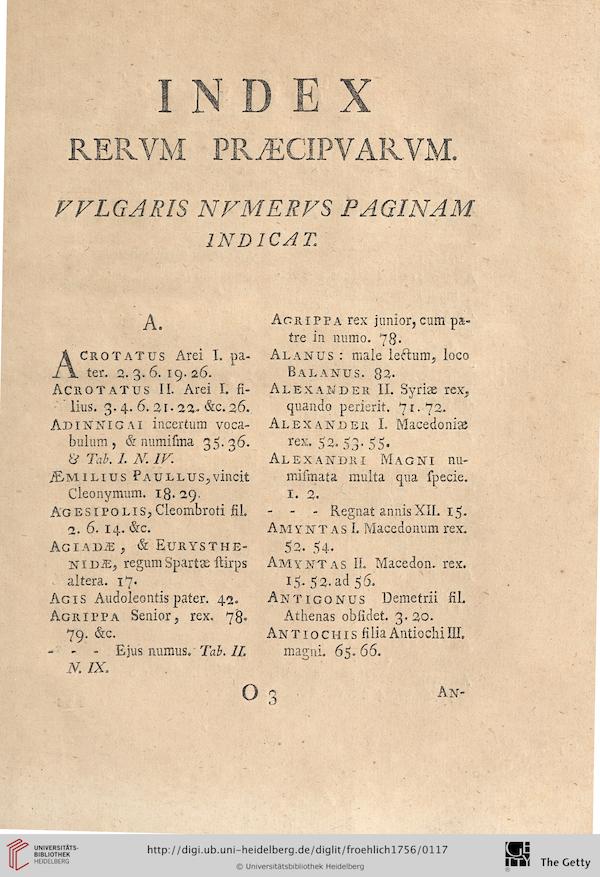 INDEX
RERVM PRÆCIPVARVM.
VVLGARIS NVMERVS PAGINAM
INDICAT.
A.
ACROTATUS Arei I. pa-
ter. 2. 3. 6. 19. 26.
ACROTATUS II. Arei I. fi-
lius. 3. 4. 6. 21. 22. &c. 26.
ADINNIGAI incertum voca-
bulum, & numiſma 35. 36.
& Tab. I. N. IV.
ÆMILIUS PAULLUS, vincit
Cleonymum. 18. 29.
AGESIPOLIS, Cleombroti fil.
2. 6. 14. &c.
AGIADÆ, & EURYSTHE-
NIDÆ, regum Spartæ ſtirps
altera. 17.
AGIS Audoleontis pater. 42.
AGRIPPA Senior, rex. 78.
79. &c.
- - - Ejus numus. Tab. II.
N. IX.
AGRIPPA rex junior, cum pa-
tre in numo. 78.
ALANUS : male lectum, loco
BALANUS. 82.
ALEXANDER II. Syriæ rex,
quando perierit. 71. 72.
ALEXANDER I. Macedoniæ
rex. 52. 53. 55.
ALEXANDRI MAGNI nu-
miſmata multa qua ſpecie.
1. 2.
- - - Regnat annis XII. 15.
AMYNTAS I. Macedonum rex.
52. 54.
AMYNTAS II. Macedon. rex.
15. 52. ad 56.
ANTIGONUS Demetrii fil.
Athenas obſidet. 3. 20.
ANTIOCHIS filia Antiochi III.
magni. 65. 66.
O 3
AN-
UNIVERSITÄTS-
BIBLIOTHEK
HEIDELBERG
http://digi.ub.uni-heidelberg.de/diglit/froehlich1756/0117
© Universitätsbibliothek Heidelberg
GETTY
The Getty